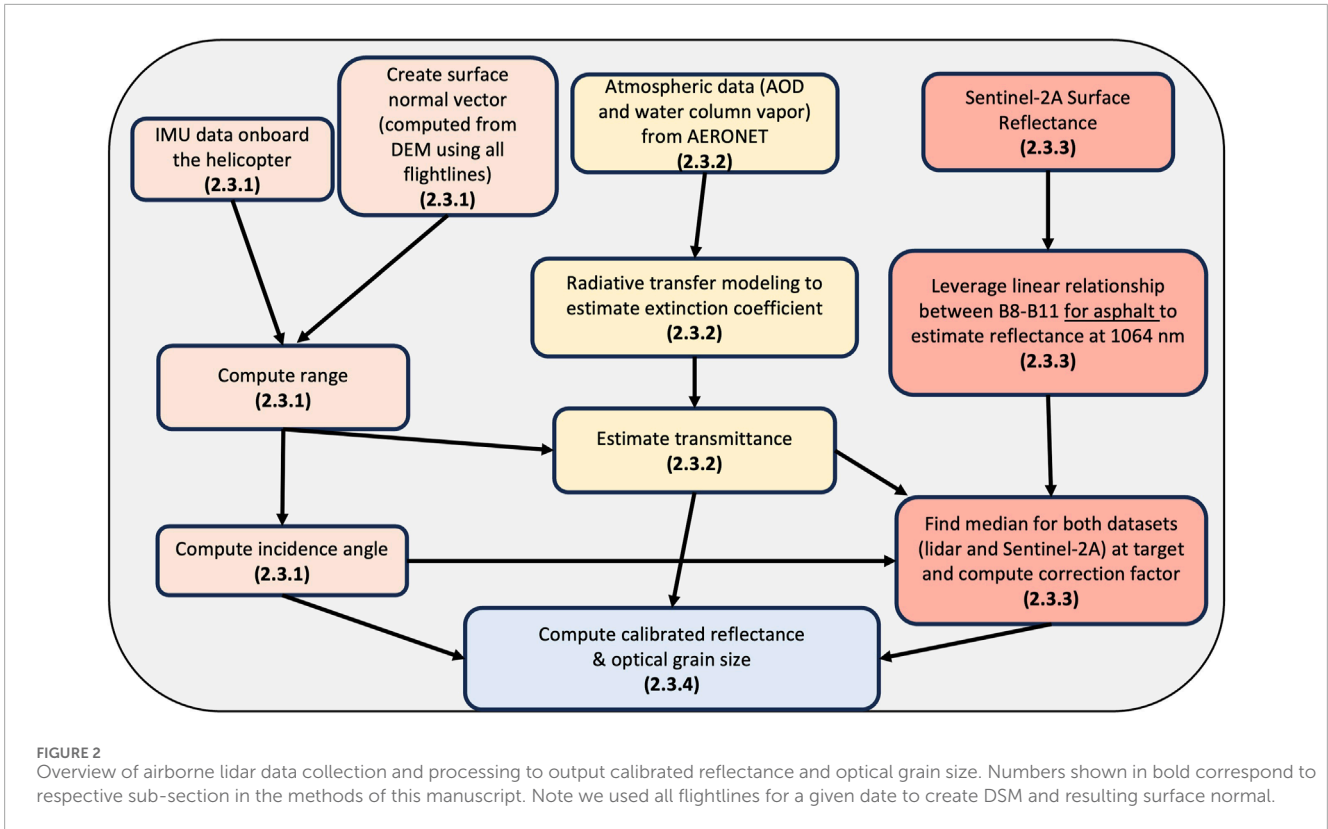 IMU data onboard
the helicopter
(2.3.1)
Create surface
normal vector
(computed from
DEM using all
flightlines)
(2.3.1)
Atmospheric data (AOD
and water column vapor)
from AERONET
(2.3.2)
Sentinel-2A Surface
Reflectance
(2.3.3)
Radiative transfer modeling to
estimate extinction coefficient
(2.3.2)
Leverage linear relationship
between B8-B11 for asphalt to
estimate reflectance at 1064 nm
(2.3.3)
Compute range
(2.3.1)
Estimate transmittance
(2.3.2)
Compute incidence angle
(2.3.1)
Find median for both datasets
(lidar and Sentinel-2A) at target
and compute correction factor
(2.3.3)
Compute calibrated reflectance
& optical grain size
(2.3.4)
FIGURE 2
Overview of airborne lidar data collection and processing to output calibrated reflectance and optical grain size. Numbers shown in bold correspond to
respective sub-section in the methods of this manuscript. Note we used all flightlines for a given date to create DSM and resulting surface normal.